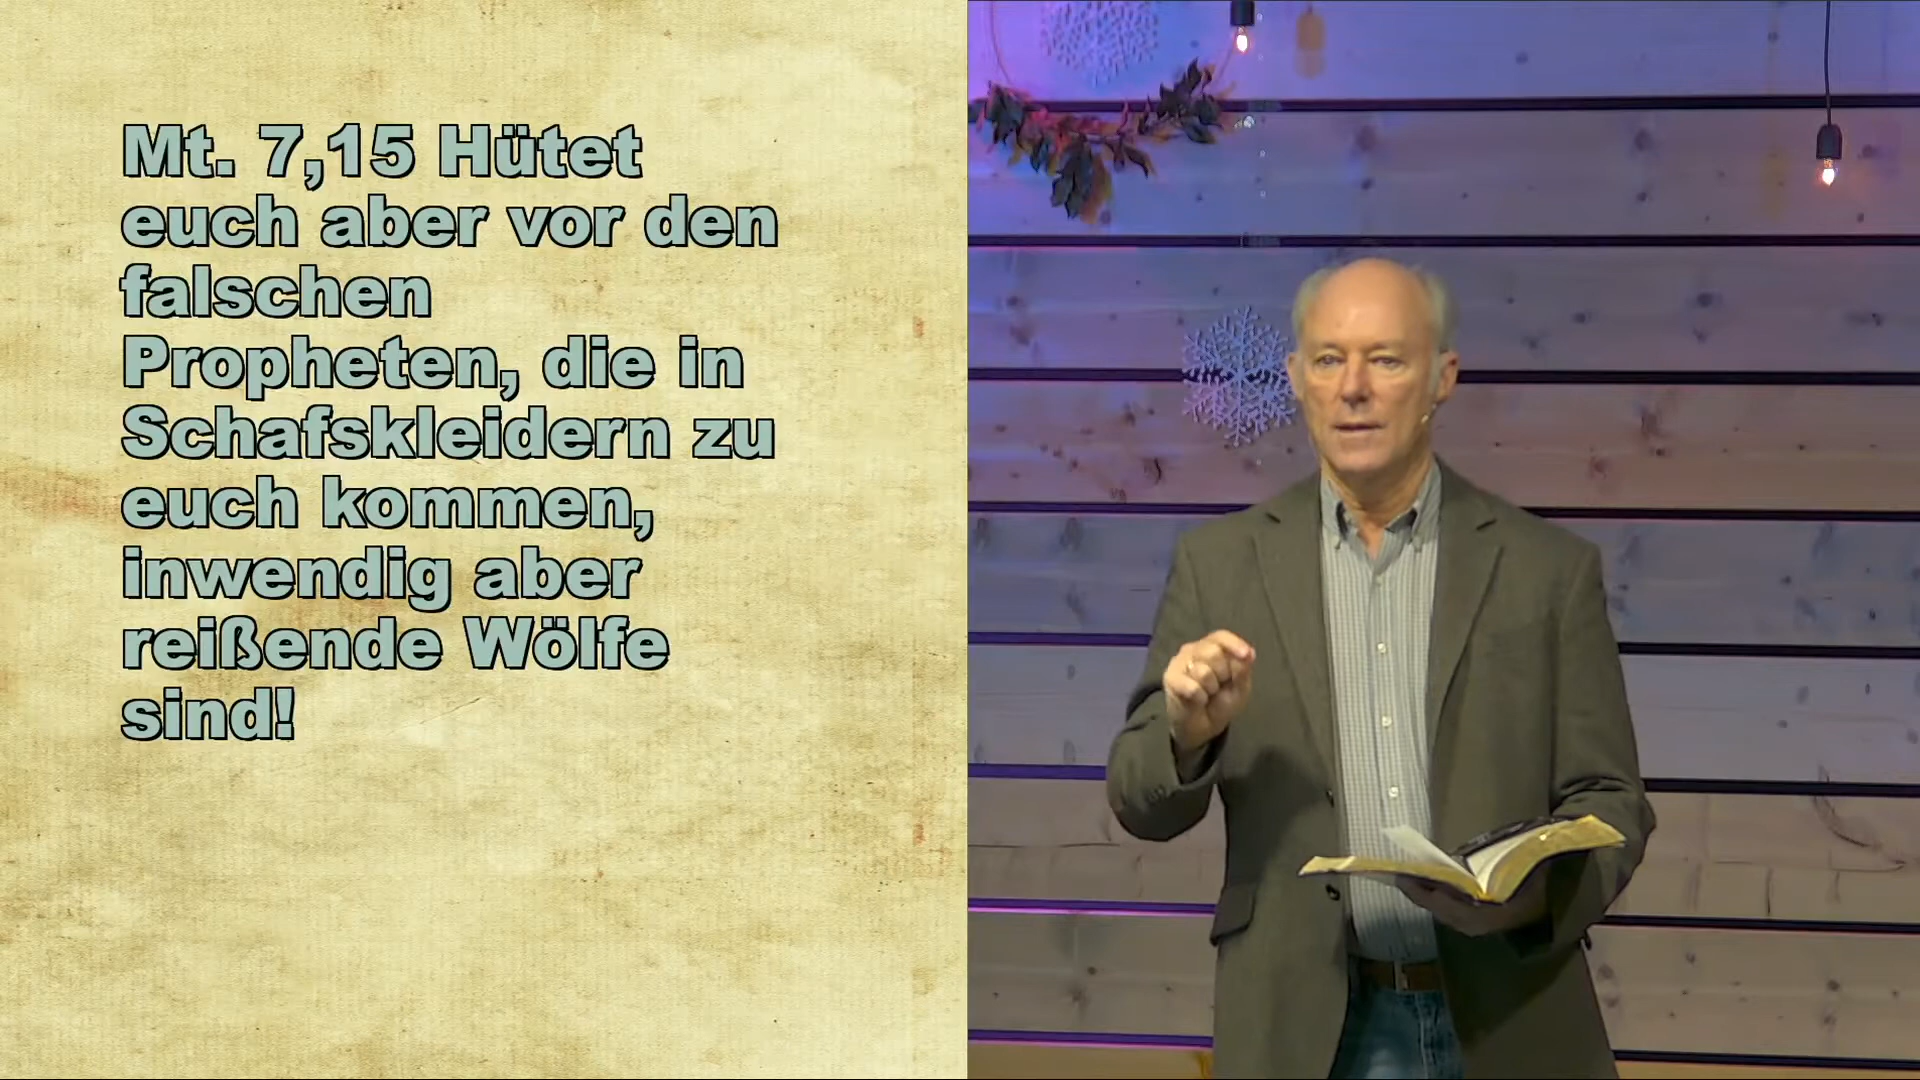 Mt. 7,15 Hütet
euch aber vor den
falschen
Propheten, die in
Schafskleidern zu
euch kommen,
inwendig aber
reißende Wölfe
sind!